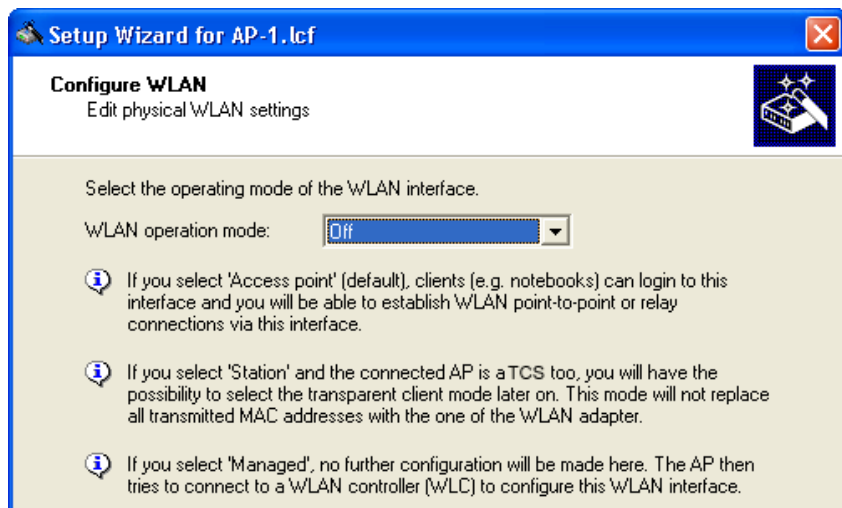 Setup Wizard for AP-1.lcf
Configure WLAN
Edit physical WLAN settings
Select the operating mode of the WLAN interface.
WLAN operation mode: Off
If you select 'Access point' (default), clients (e.g. notebooks) can login to this
interface and you will be able to establish WLAN point-to-point or relay
connections via this interface.
If you select 'Station' and the connected AP is a TCS too, you will have the
possibility to select the transparent client mode later on. This mode will not replace
all transmitted MAC addresses with the one of the WLAN adapter.
If you select 'Managed', no further configuration will be made here. The AP then
tries to connect to a WLAN controller (WLC) to configure this WLAN interface.